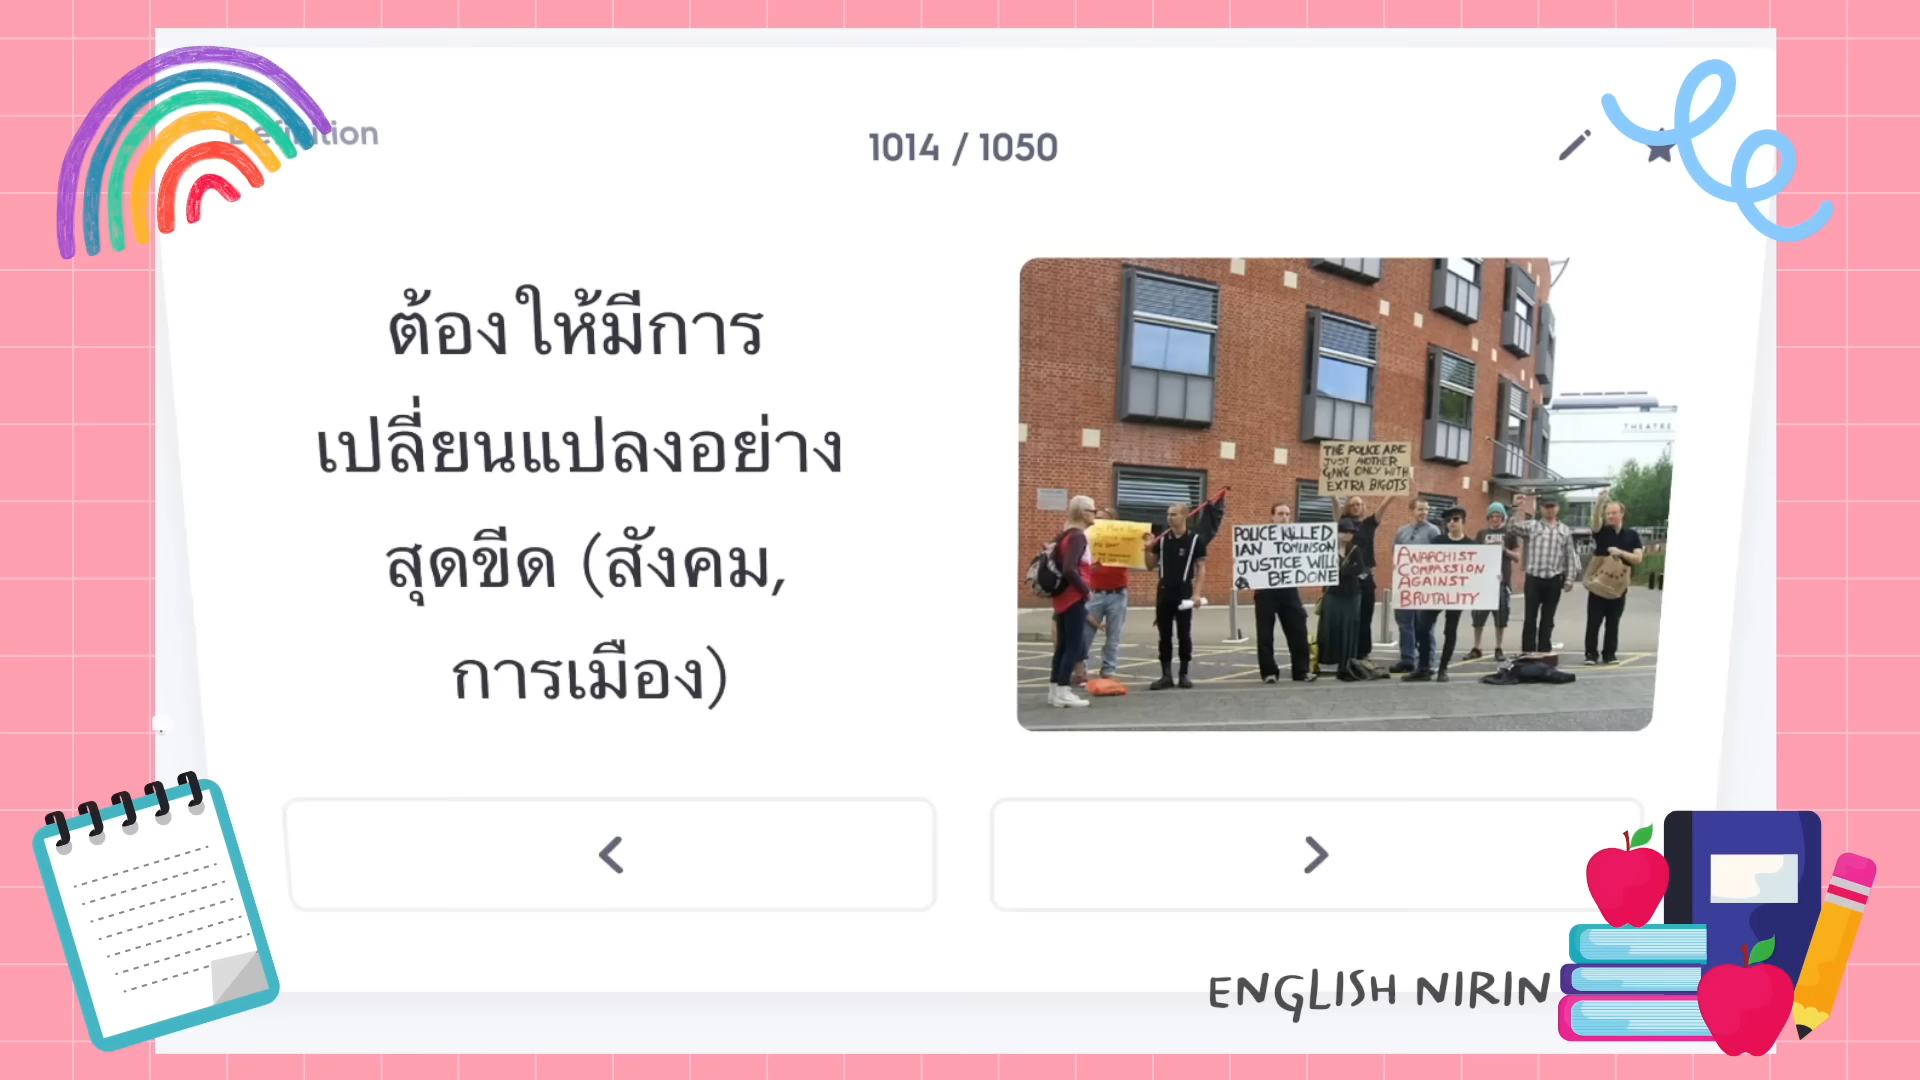 Definition
1014 / 1050
ต้องให้มีการ
เปลี่ยนแปลงอย่าง
สุดขีด (สังคม,
การเมือง)
THEATRE
THE POLICE ARE
JUST ANOTHER
GANG ONLY WITH
EXTRA BIGOTS
POLICE KILLED
IAN TOMLINSON
JUSTICE WILL
BE DONE
ANARCHIST
COMPASSION
AGAINST
BRUTALITY
ENGLISH NIRIN